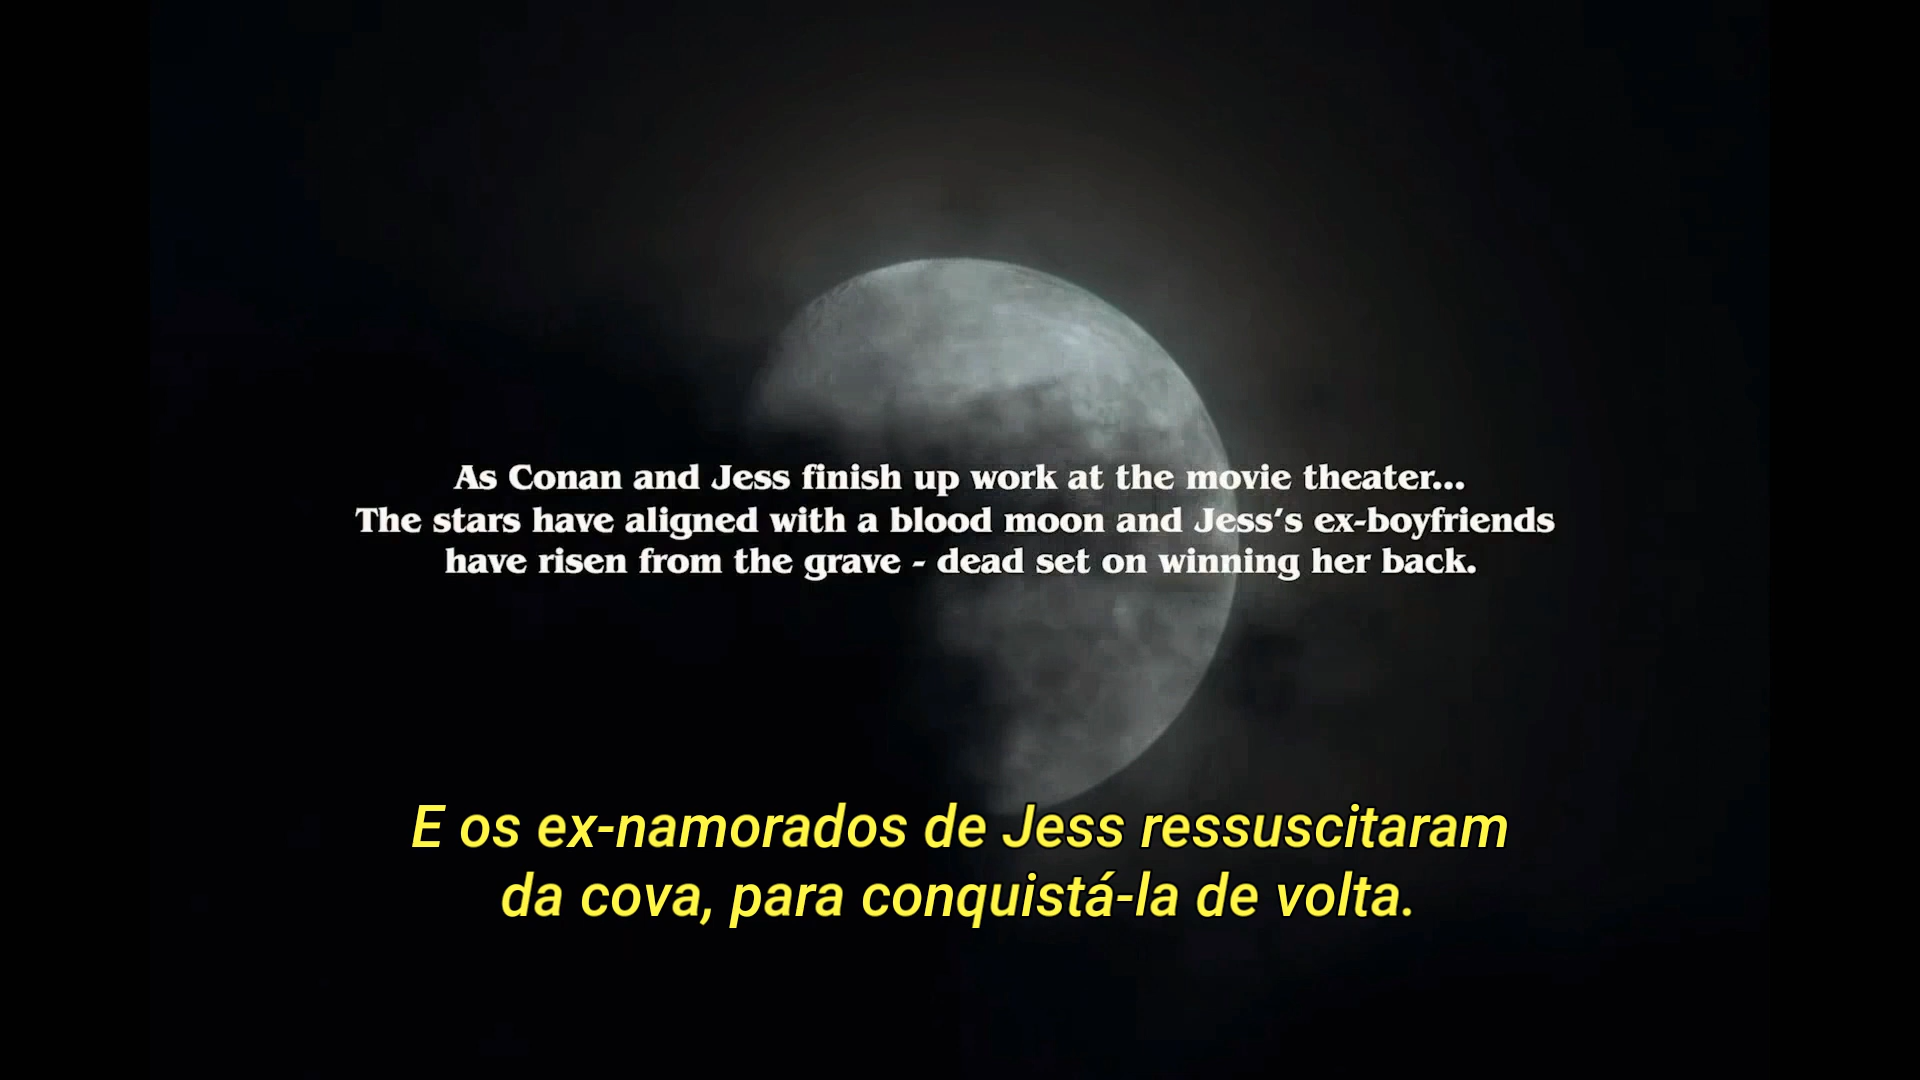 As Conan and Jess finish up work at the movie theater...
The stars have aligned with a blood moon and Jess's ex-boyfriends
have risen from the grave - dead set on winning her back.
E os ex-namorados de Jess ressuscitaram
da cova, para conquistá-la de volta.